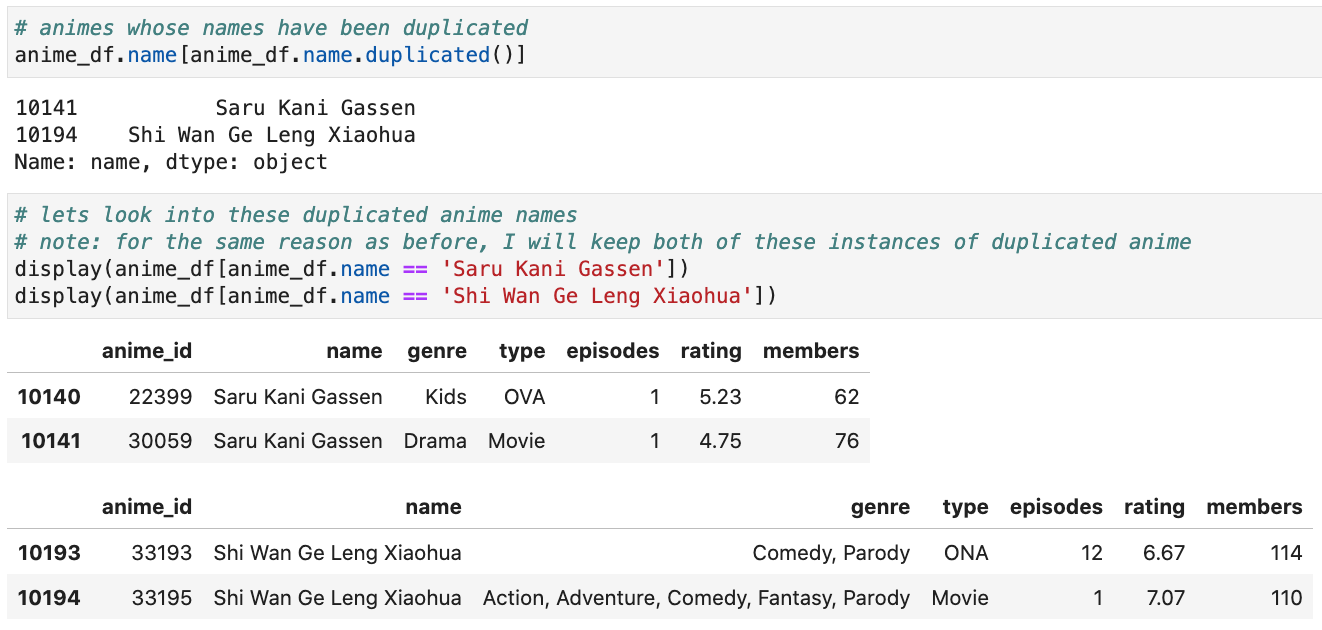 # animes whose names have been duplicated
anime_df.name[anime_df.name.duplicated()]
10141 Saru Kani Gassen
10194 Shi Wan Ge Leng Xiaohua
Name: name, dtype: object
# lets look into these duplicated anime names
# note: for the same reason as before, I will keep both of these instances of duplicated anime
display(anime_df[anime_df.name == 'Saru Kani Gassen'])
display(anime_df[anime_df.name == 'Shi Wan Ge Leng Xiaohua'])
anime_id name genre type episodes rating members
10140 22399 Saru Kani Gassen Kids OVA 1 5.23 62
10141 30059 Saru Kani Gassen Drama Movie 1 4.75 76
anime_id name genre type episodes rating members
10193 33193 Shi Wan Ge Leng Xiaohua Comedy, Parody ONA 12 6.67 114
10194 33195 Shi Wan Ge Leng Xiaohua Action, Adventure, Comedy, Fantasy, Parody Movie 1 7.07 110